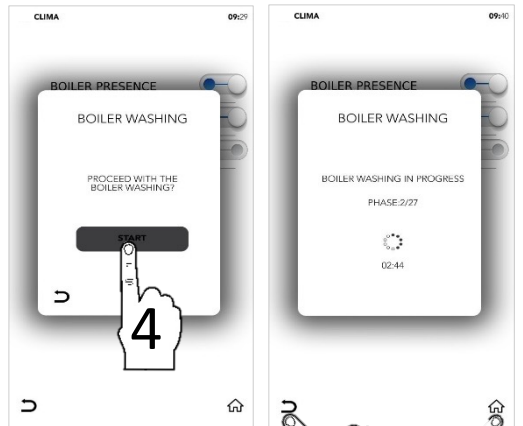 CLIMA 09:29
BOILER PRESENCE
BOILER WASHING
PROCEED WITH THE
BOILER WASHING?
START
4
CLIMA 09:40
BOILER PRESENCE
BOILER WASHING
BOILER WASHING IN PROGRESS
PHASE:2/27
02:44